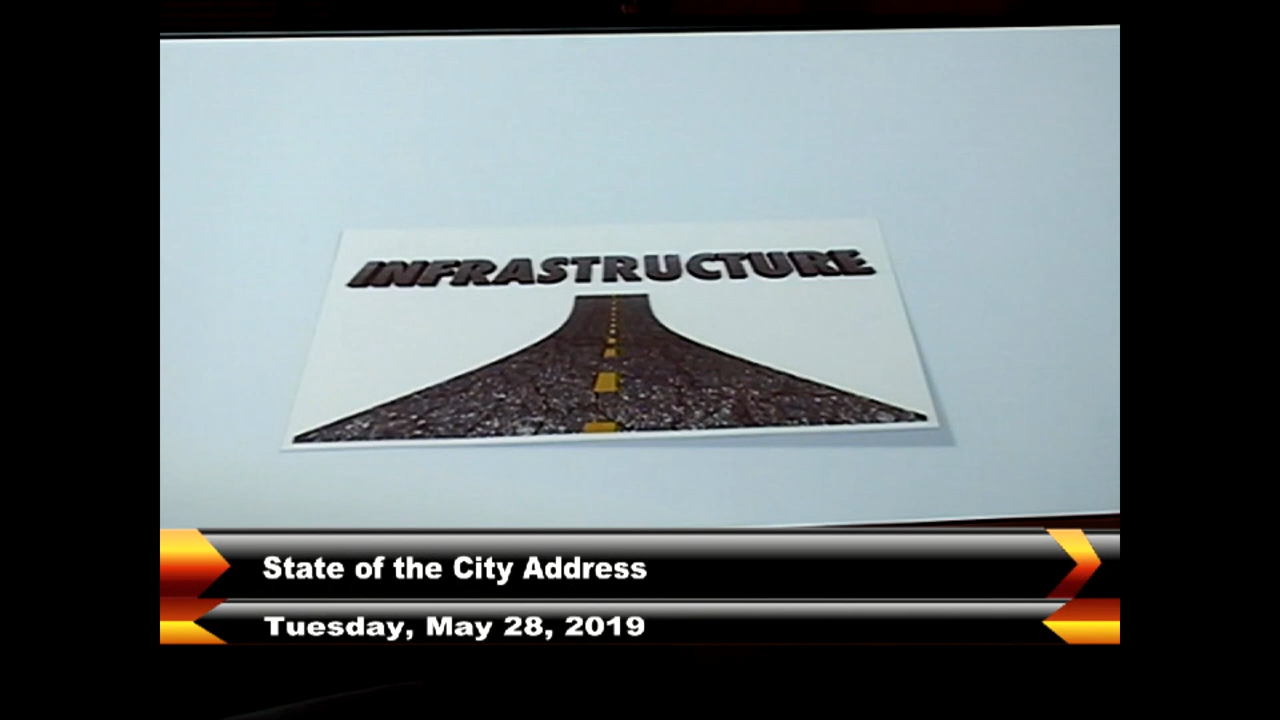 INFRASTRUCTURE
State of the City Address
Tuesday, May 28, 2019